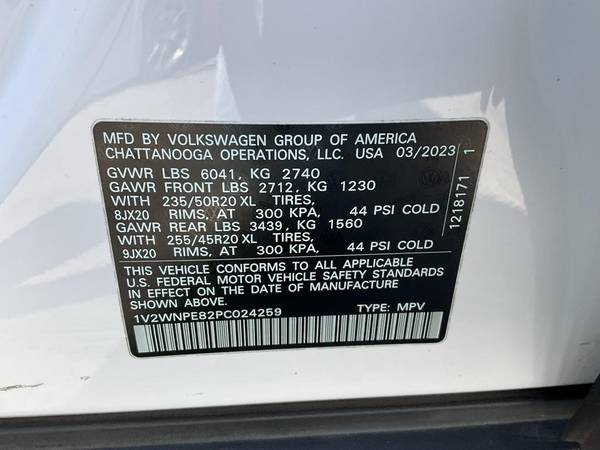 MFD BY VOLKSWAGEN GROUP OF AMERICA
CHATTANOOGA OPERATIONS, LLC. USA 03/2023
GVWR LBS 6041, KG 2740
GAWR FRONT LBS 2712, KG 1230
WITH 235/50R20 XL TIRES,
8JX20 RIMS, AT 300 KPA, 44 PSI COLD
GAWR REAR LBS 3439, KG 1560
WITH 255/45R20 XL TIRES,
9JX20 RIMS, AT 300 KPA, 44 PSI COLD
THIS VEHICLE CONFORMS TO ALL APPLICABLE
U.S. FEDERAL MOTOR VEHICLE SAFETY STANDARDS
IN EFFECT ON THE DATE OF MANUFACTURE
SHOWN ABOVE.
1V2WNPE82PC024259 TYPE: MPV
1218171 1